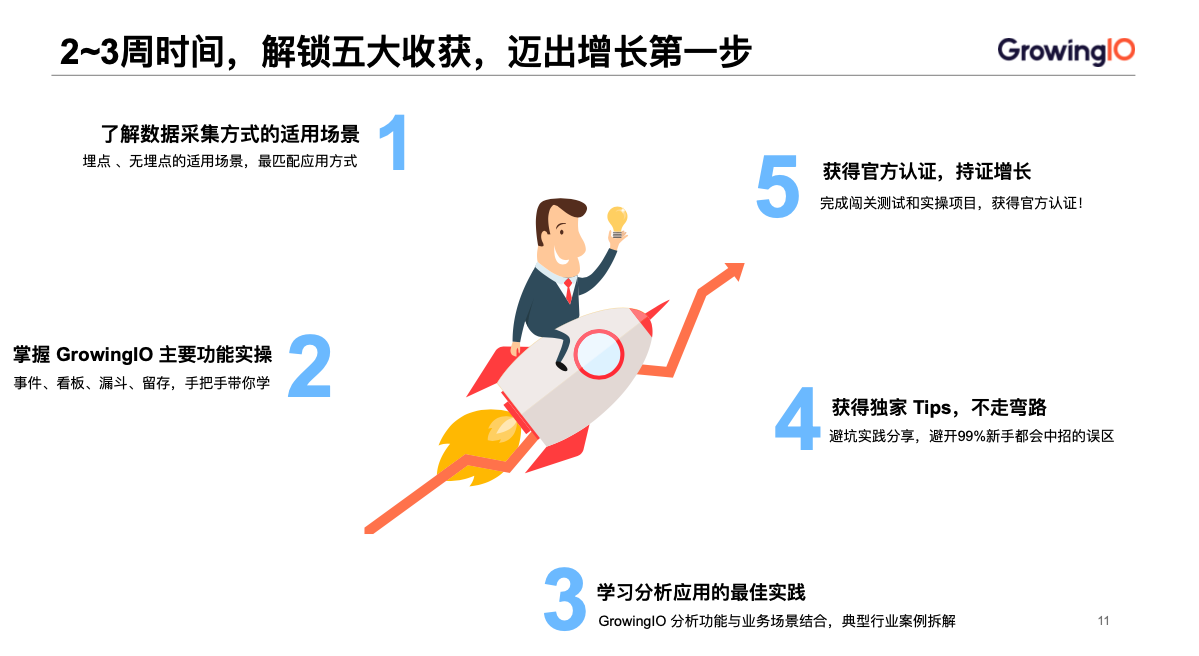 2~3周时间，解锁五大收获，迈出增长第一步
GrowingIO
1
了解数据采集方式的适用场景
埋点 、无埋点的适用场景，最匹配应用方式
2
掌握 GrowingIO 主要功能实操
事件、看板、漏斗、留存，手把手带你学
3
学习分析应用的最佳实践
GrowingIO 分析功能与业务场景结合，典型行业案例拆解
4
获得独家 Tips，不走弯路
避坑实践分享，避开99%新手都会中招的误区
5
获得官方认证，持证增长
完成闯关测试和实操项目，获得官方认证！
11